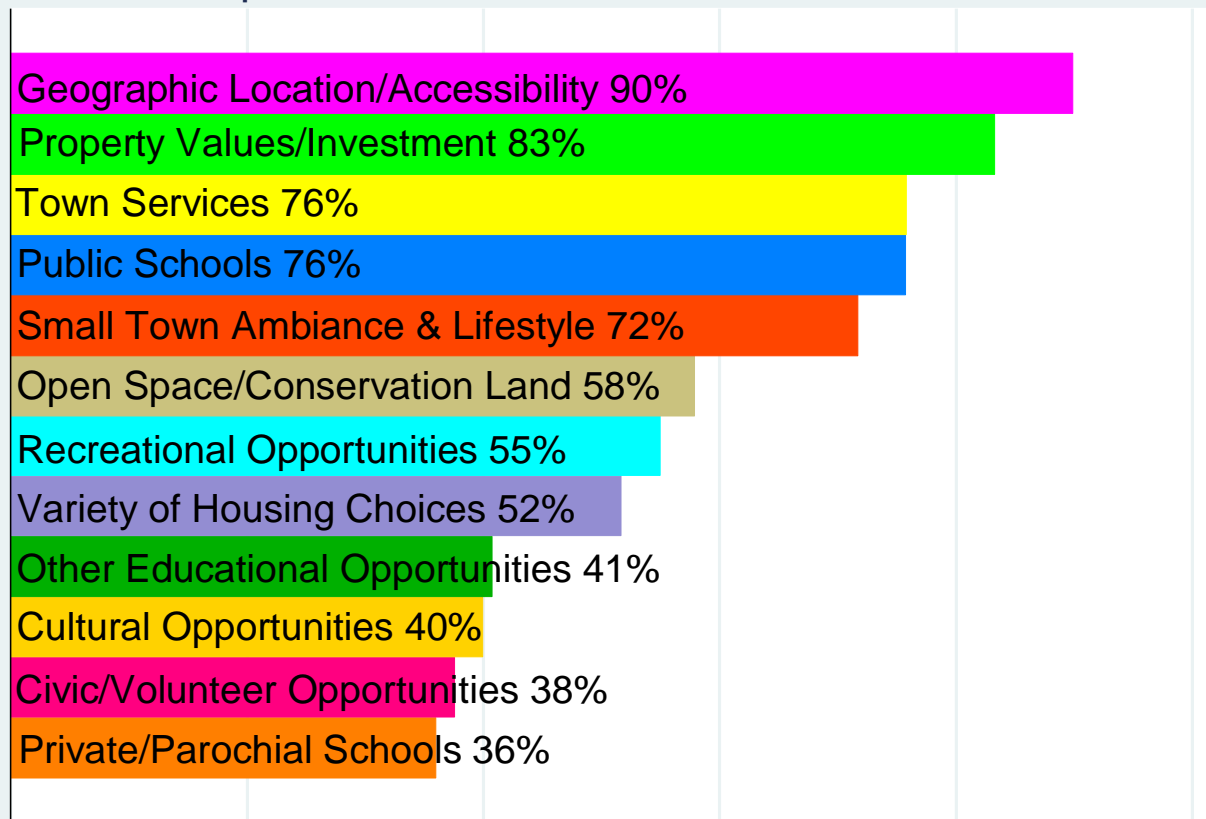 Geographic Location/Accessibility 90%
Property Values/Investment 83%
Town Services 76%
Public Schools 76%
Small Town Ambiance & Lifestyle 72%
Open Space/Conservation Land 58%
Recreational Opportunities 55%
Variety of Housing Choices 52%
Other Educational Opportunities 41%
Cultural Opportunities 40%
Civic/Volunteer Opportunities 38%
Private/Parochial Schools 36%